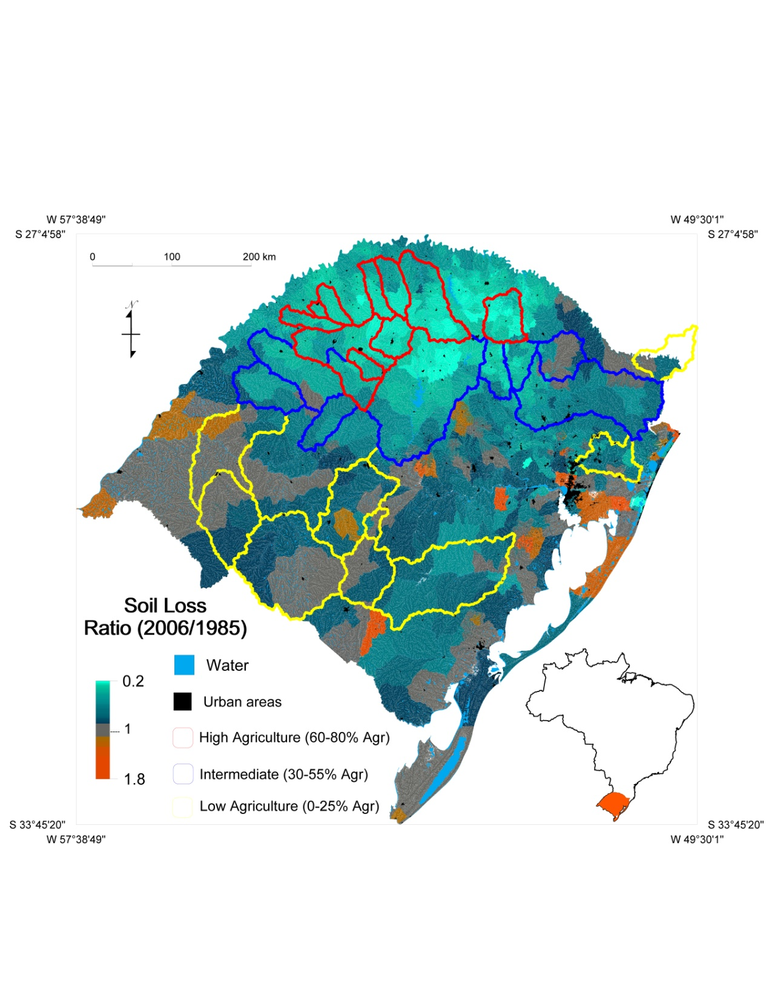 W 57°38'49"
W 49°30'1"
S 27°4'58"
S 27°4'58"
0
100
200 km
N
Soil Loss
Ratio (2006/1985)
Water
0.2
Urban areas
1
High Agriculture (60-80% Agr)
Intermediate (30-55% Agr)
1.8
Low Agriculture (0-25% Agr)
S 33°45'20"
S 33°45'20"
W 57°38'49"
W 49°30'1"